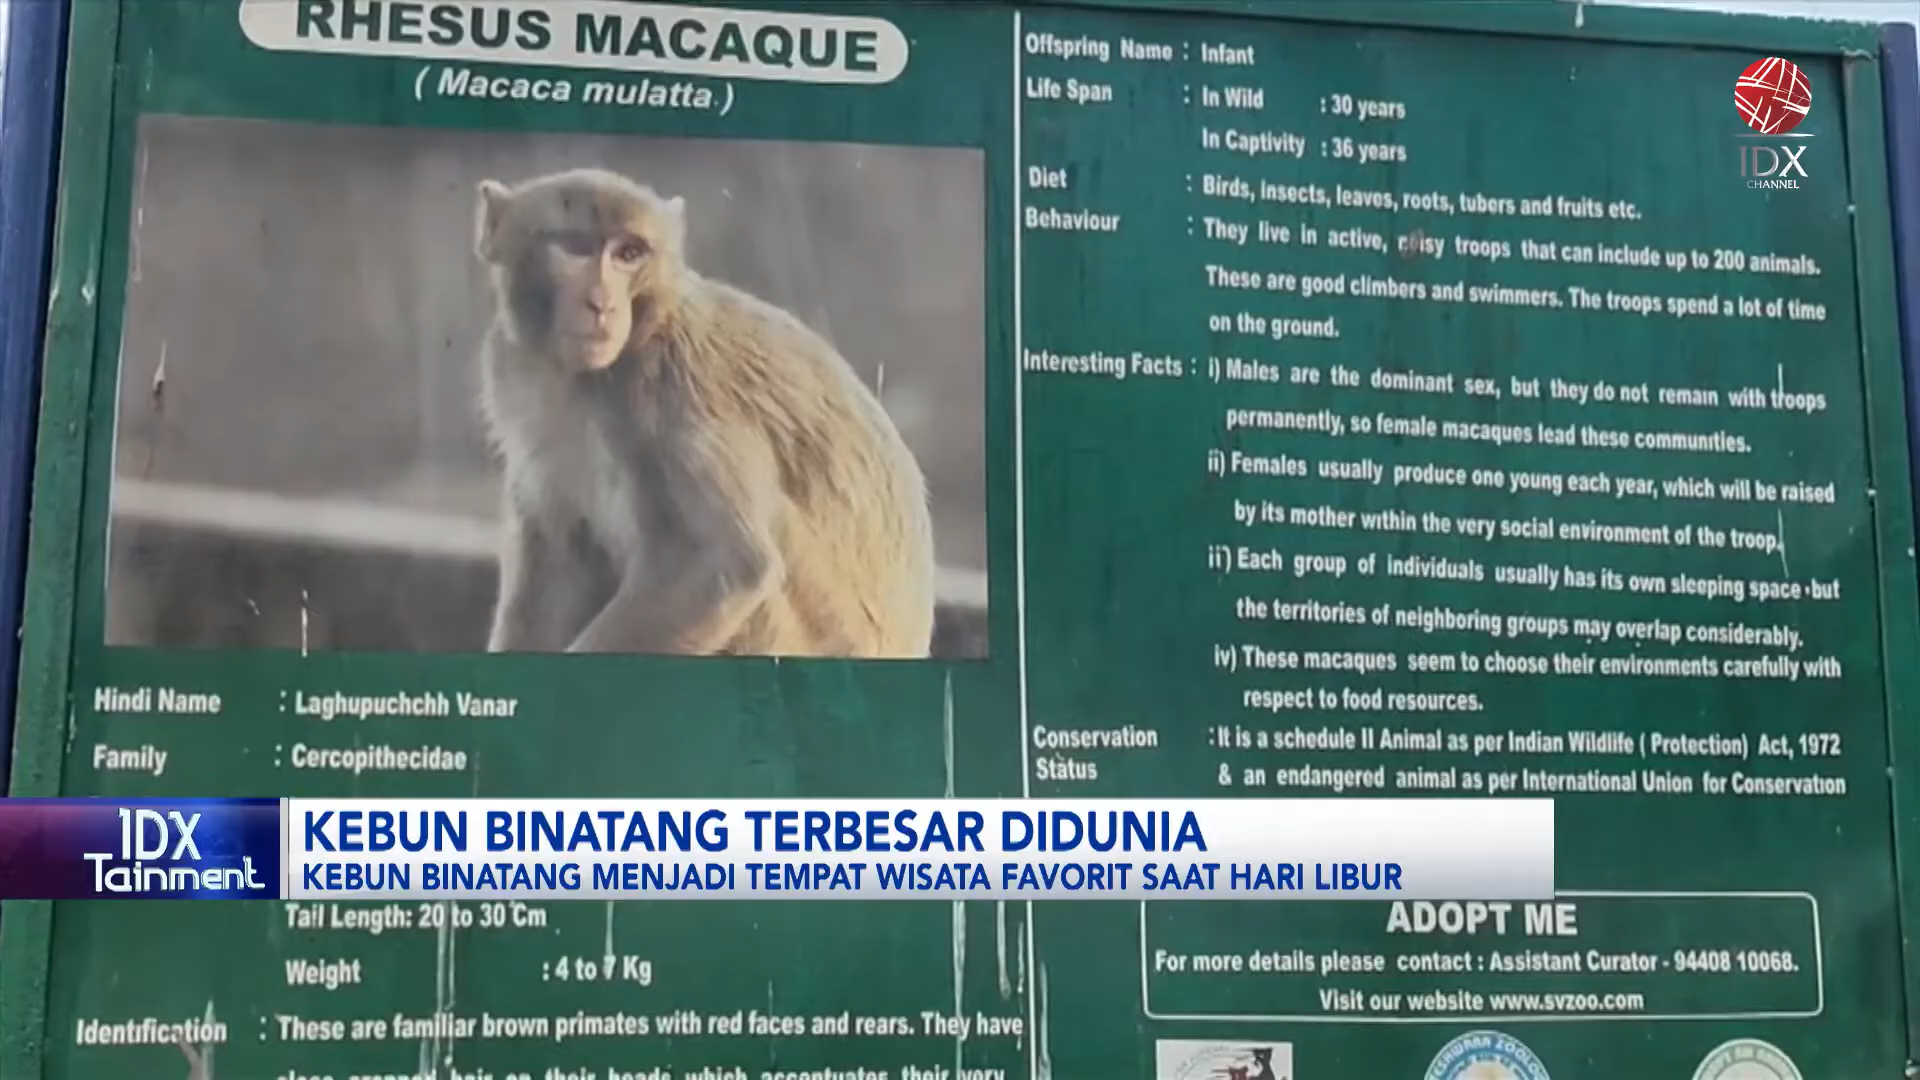 RHESUS MACAQUE
( Macaca mulatta )
Hindi Name : Laghupuchchh Vanar
Family : Cercopithecidae
Tail Length: 20 to 30 Cm
Weight : 4 to 7 Kg
Identification : These are familiar brown primates with red faces and rears. They have
hair on their heads which accentuates their very
Offspring Name : Infant
Life Span : In Wild : 30 years
In Captivity : 36 years
Diet : Birds, insects, leaves, roots, tubers and fruits etc.
Behaviour : They live in active, noisy troops that can include up to 200 animals.
These are good climbers and swimmers. The troops spend a lot of time
on the ground.
Interesting Facts : i) Males are the dominant sex, but they do not remain with troops
permanently, so female macaques lead these communities.
ii) Females usually produce one young each year, which will be raised
by its mother within the very social environment of the troop.
ii) Each group of individuals usually has its own sleeping space but
the territories of neighboring groups may overlap considerably.
iv) These macaques seem to choose their environments carefully with
respect to food resources.
Conservation : It is a schedule II Animal as per Indian Wildlife ( Protection) Act, 1972
Status & an endangered animal as per International Union for Conservation
ADOPT ME
For more details please contact : Assistant Curator - 94408 10068.
Visit our website www.svzoo.com
IDX
CHANNEL
IDX
Tainment
KEBUN BINATANG TERBESAR DIDUNIA
KEBUN BINATANG MENJADI TEMPAT WISATA FAVORIT SAAT HARI LIBUR